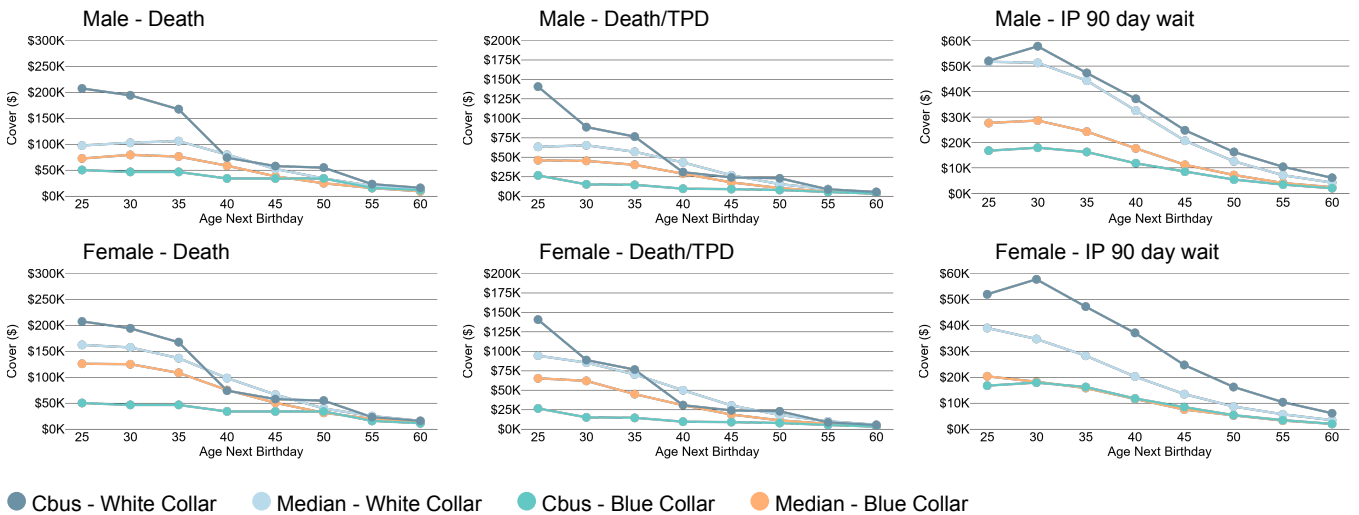 Male - Death
$300K
$250K
$200K
$150K
$100K
$50K
$0K
Cover ($)
25 30 35 40 45 50 55 60
Age Next Birthday
Male - Death/TPD
$200K
$175K
$150K
$125K
$100K
$75K
$50K
$25K
$0K
Cover ($)
25 30 35 40 45 50 55 60
Age Next Birthday
Male - IP 90 day wait
$60K
$50K
$40K
$30K
$20K
$10K
$0K
Cover ($)
25 30 35 40 45 50 55 60
Age Next Birthday
Female - Death
$300K
$250K
$200K
$150K
$100K
$50K
$0K
Cover ($)
25 30 35 40 45 50 55 60
Age Next Birthday
Female - Death/TPD
$200K
$175K
$150K
$125K
$100K
$75K
$50K
$25K
$0K
Cover ($)
25 30 35 40 45 50 55 60
Age Next Birthday
Female - IP 90 day wait
$60K
$50K
$40K
$30K
$20K
$10K
$0K
Cover ($)
25 30 35 40 45 50 55 60
Age Next Birthday
Cbus - White Collar Median - White Collar Cbus - Blue Collar Median - Blue Collar